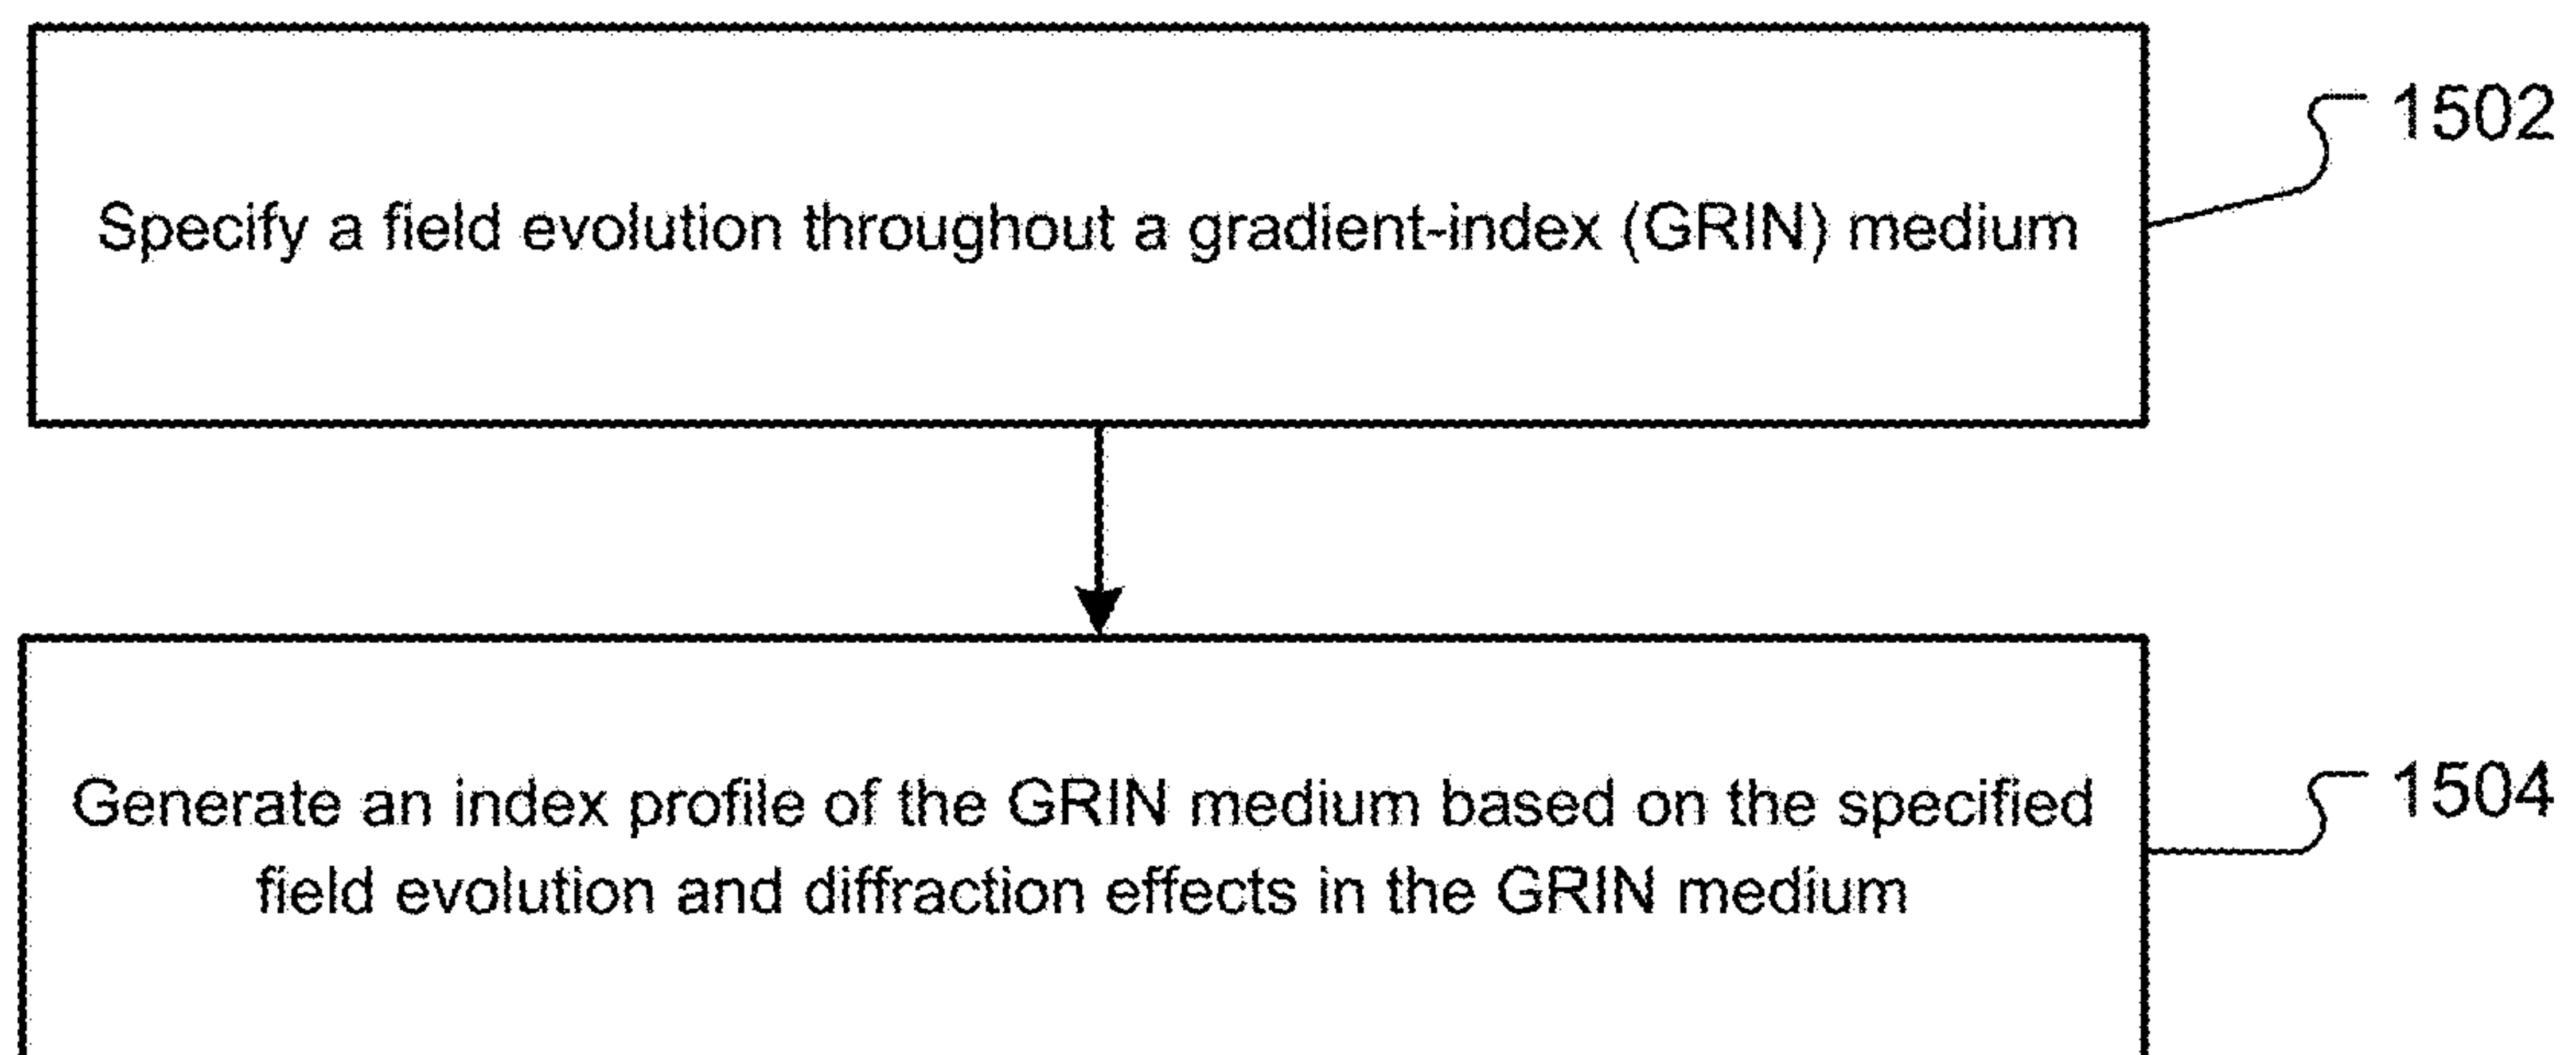 1502
Specify a field evolution throughout a gradient-index (GRIN) medium
1504
Generate an index profile of the GRIN medium based on the specified
field evolution and diffraction effects in the GRIN medium